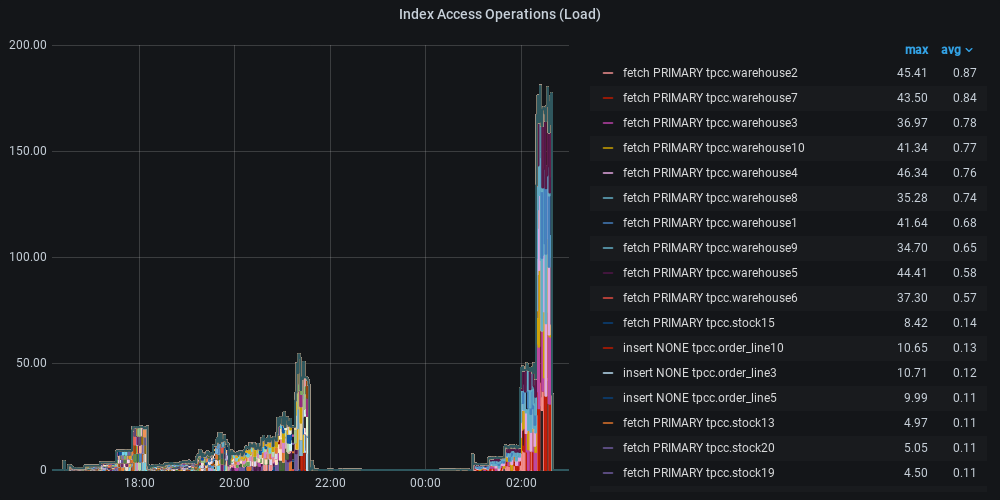 Index Access Operations (Load)
200.00
150.00
100.00
50.00
0
18:00 20:00 22:00 00:00 02:00
max avg
fetch PRIMARY tpcc.warehouse2 45.41 0.87
fetch PRIMARY tpcc.warehouse7 43.50 0.84
fetch PRIMARY tpcc.warehouse3 36.97 0.78
fetch PRIMARY tpcc.warehouse10 41.34 0.77
fetch PRIMARY tpcc.warehouse4 46.34 0.76
fetch PRIMARY tpcc.warehouse8 35.28 0.74
fetch PRIMARY tpcc.warehouse1 41.64 0.68
fetch PRIMARY tpcc.warehouse9 34.70 0.65
fetch PRIMARY tpcc.warehouse5 44.41 0.58
fetch PRIMARY tpcc.warehouse6 37.30 0.57
fetch PRIMARY tpcc.stock15 8.42 0.14
insert NONE tpcc.order_line10 10.65 0.13
insert NONE tpcc.order_line3 10.71 0.12
insert NONE tpcc.order_line5 9.99 0.11
fetch PRIMARY tpcc.stock13 4.97 0.11
fetch PRIMARY tpcc.stock20 5.05 0.11
fetch PRIMARY tpcc.stock19 4.50 0.11